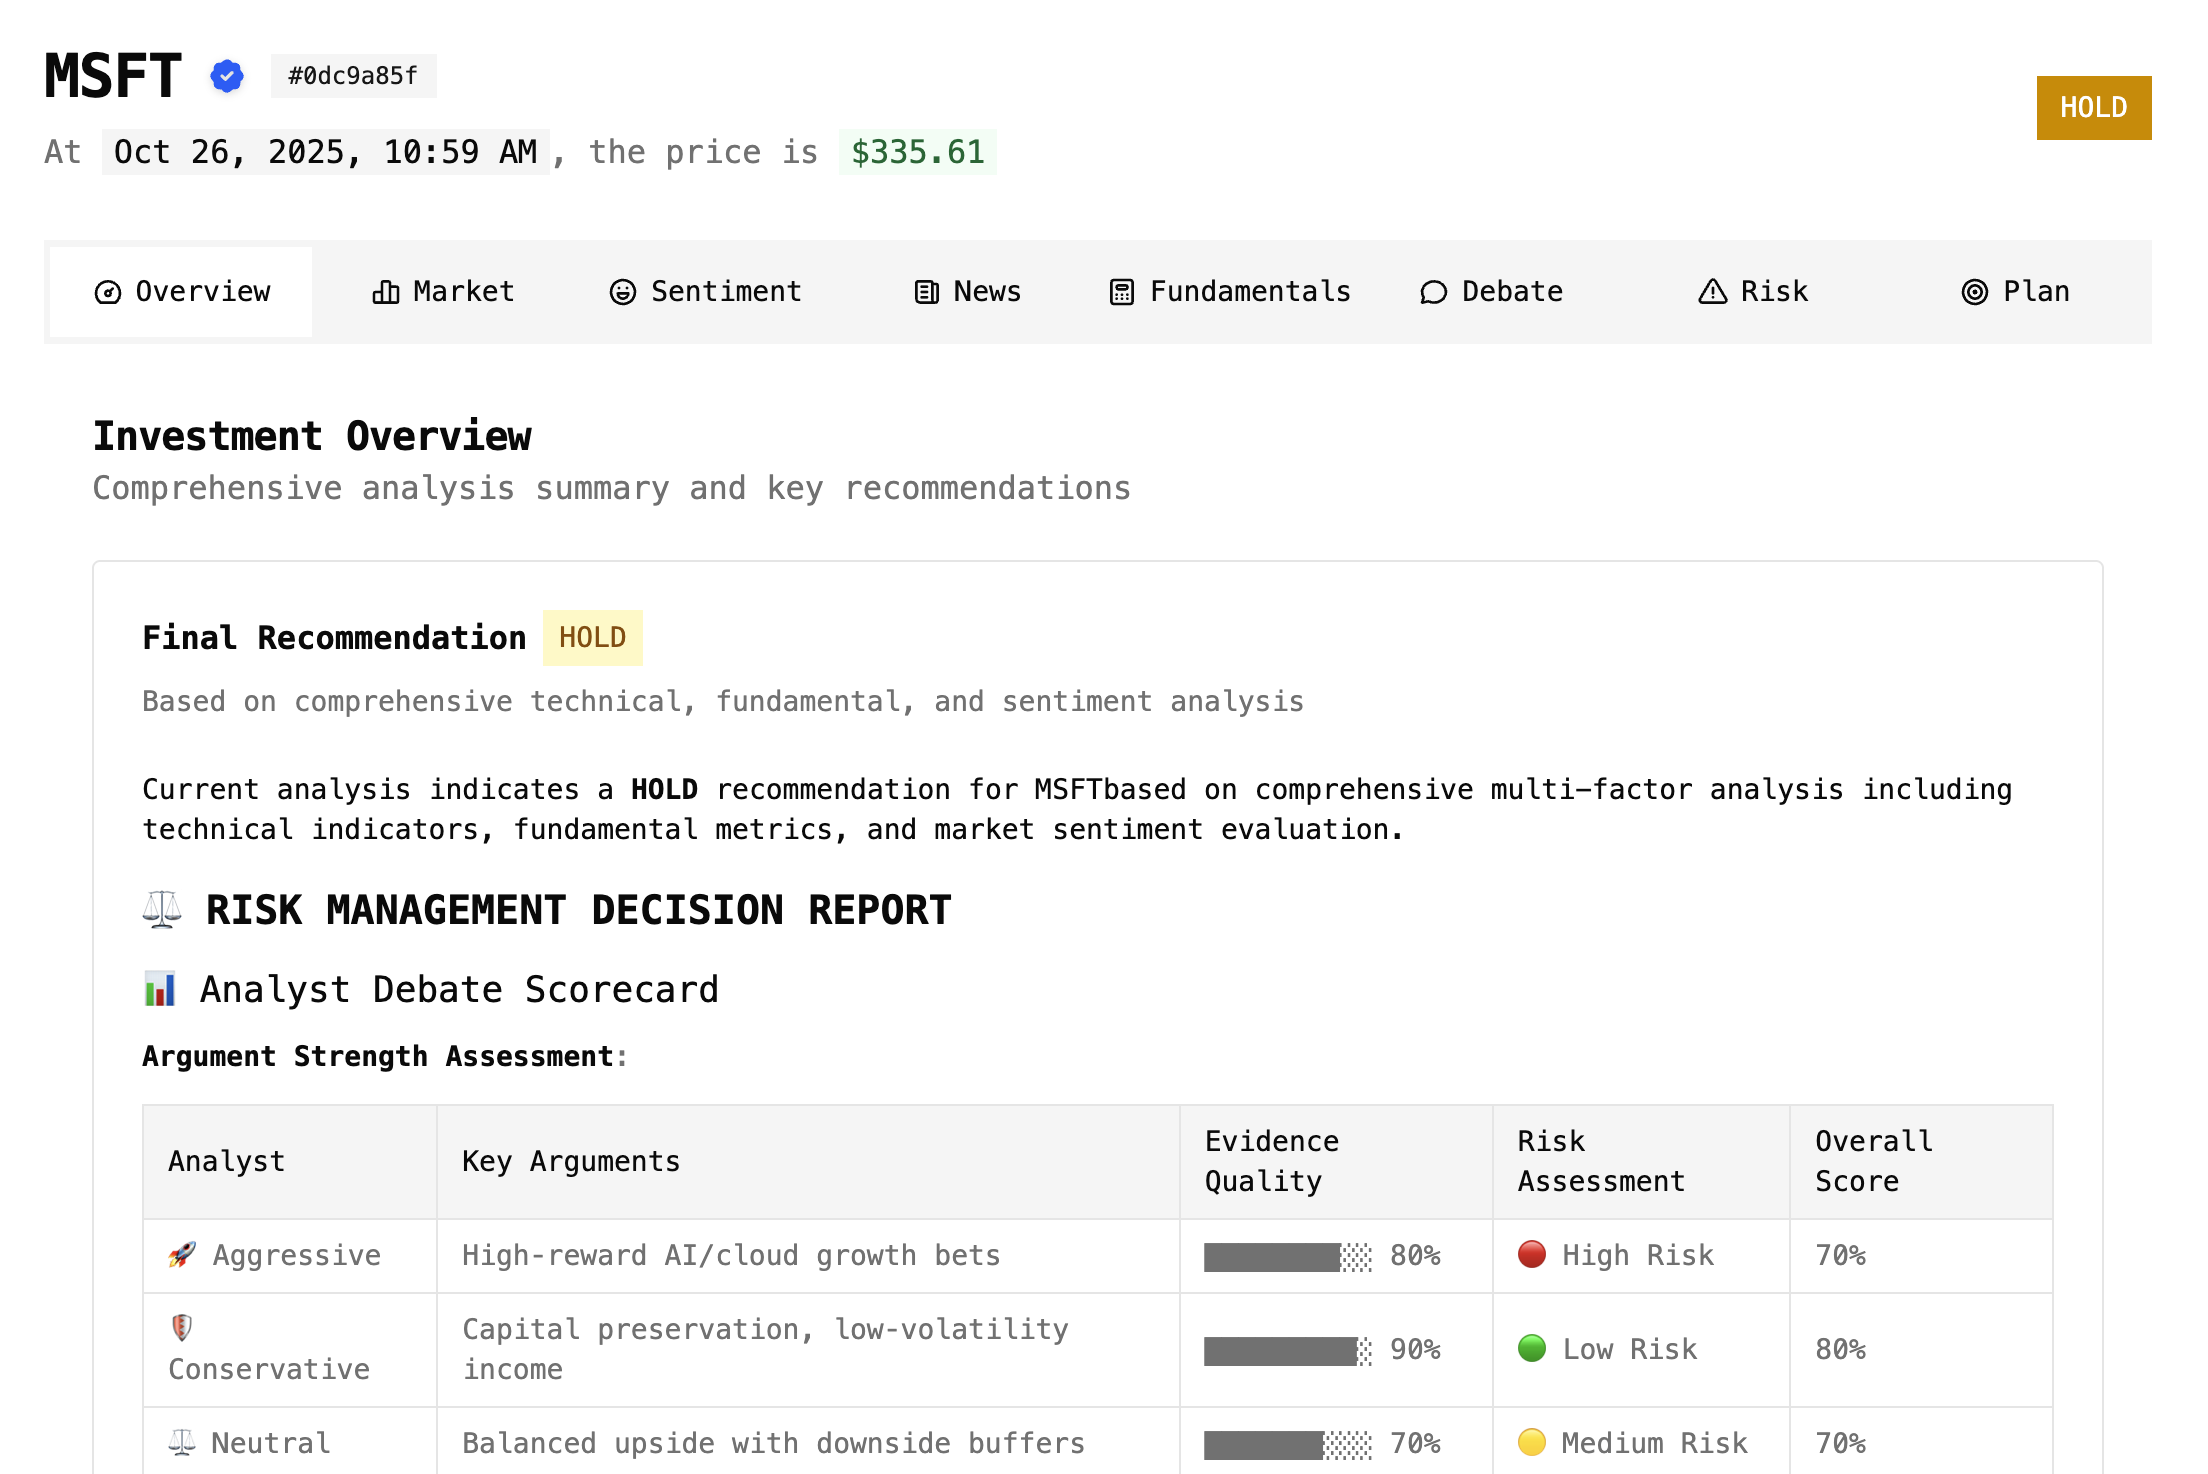 MSFT #0dc9a85f
HOLD
At Oct 26, 2025, 10:59 AM, the price is $335.61
Overview Market Sentiment News Fundamentals Debate Risk Plan
Investment Overview
Comprehensive analysis summary and key recommendations
Final Recommendation HOLD
Based on comprehensive technical, fundamental, and sentiment analysis
Current analysis indicates a HOLD recommendation for MSFTbased on comprehensive multi-factor analysis including
technical indicators, fundamental metrics, and market sentiment evaluation.
⚖️ RISK MANAGEMENT DECISION REPORT
📊 Analyst Debate Scorecard
Argument Strength Assessment:
Analyst Key Arguments Evidence Quality Risk Assessment Overall Score
🚀 Aggressive High-reward AI/cloud growth bets 80% 🔴 High Risk 70%
🛡️ Conservative Capital preservation, low-volatility income 90% 🟢 Low Risk 80%
⚖️ Neutral Balanced upside with downside buffers 70% 🟡 Medium Risk 70%